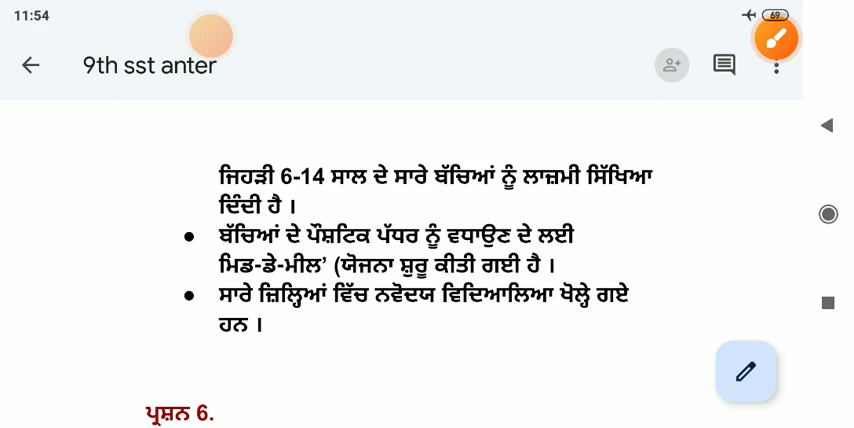 11:54
69
9th sst anter
ਜਿਹੜੀ 6-14 ਸਾਲ ਦੇ ਸਾਰੇ ਬੱਚਿਆਂ ਨੂੰ ਲਾਜ਼ਮੀ ਸਿੱਖਿਆ
ਦਿੰਦੀ ਹੈ ।
● ਬੱਚਿਆਂ ਦੇ ਪੌਸ਼ਟਿਕ ਪੱਧਰ ਨੂੰ ਵਧਾਉਣ ਦੇ ਲਈ
ਮਿਡ-ਡੇ-ਮੀਲ’ (ਯੋਜਨਾ ਸ਼ੁਰੂ ਕੀਤੀ ਗਈ ਹੈ ।
● ਸਾਰੇ ਜ਼ਿਲ੍ਹਿਆਂ ਵਿੱਚ ਨਵੋਦਯ ਵਿਦਿਆਲਿਆ ਖੋਲ੍ਹੇ ਗਏ
ਹਨ ।
ਪ੍ਰਸ਼ਨ 6.